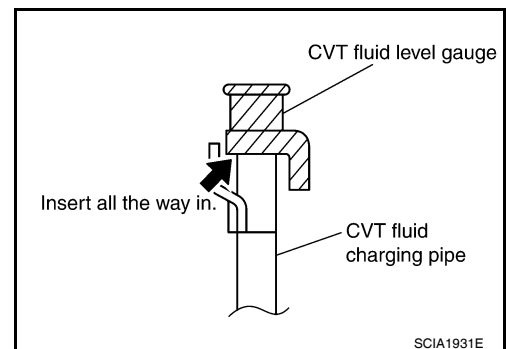 CVT fluid level gauge
Insert all the way in.
CVT fluid
charging pipe
SCIA1931E